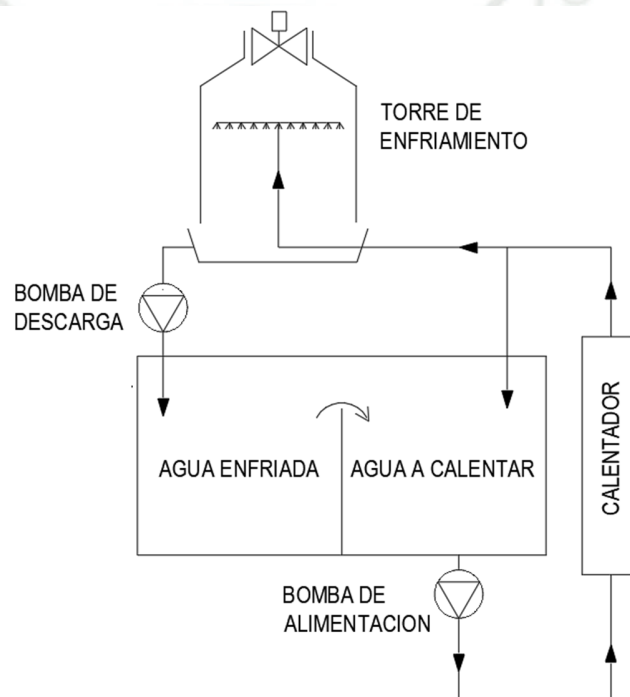 TORRE DE
ENFRIAMIENTO
BOMBA DE
DESCARGA
AGUA ENFRIADA
AGUA A CALENTAR
CALENTADOR
BOMBA DE
ALIMENTACION